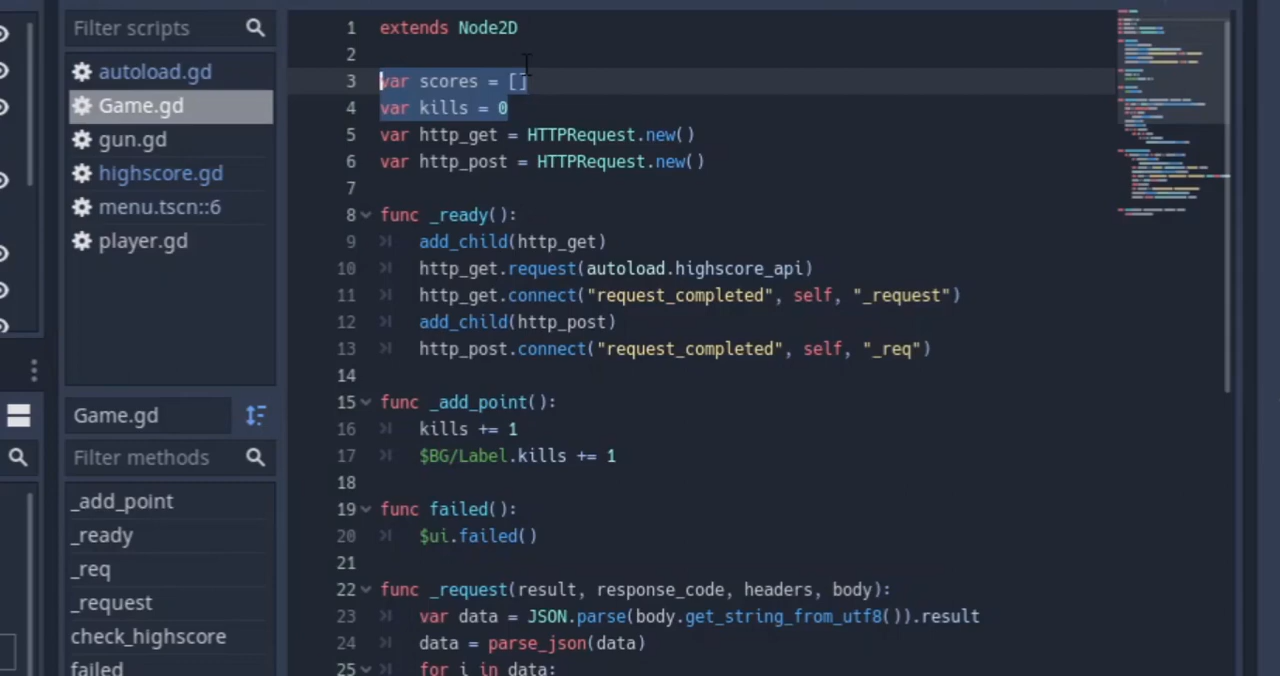 Filter scripts
autoload.gd
Game.gd
gun.gd
highscore.gd
menu.tscn::6
player.gd
Game.gd
Filter methods
_add_point
_ready
_req
_request
check_highscore
failed
1 extends Node2D
2
3 var scores = []
4 var kills = 0
5 var http_get = HTTPRequest.new()
6 var http_post = HTTPRequest.new()
7
8 func _ready():
9 add_child(http_get)
10 http_get.request(autoload.highscore_api)
11 http_get.connect("request_completed", self, "_request")
12 add_child(http_post)
13 http_post.connect("request_completed", self, "_req")
14
15 func _add_point():
16 kills += 1
17 $BG/Label.kills += 1
18
19 func failed():
20 $ui.failed()
21
22 func _request(result, response_code, headers, body):
23 var data = JSON.parse(body.get_string_from_utf8()).result
24 data = parse_json(data)
25 for i in data: